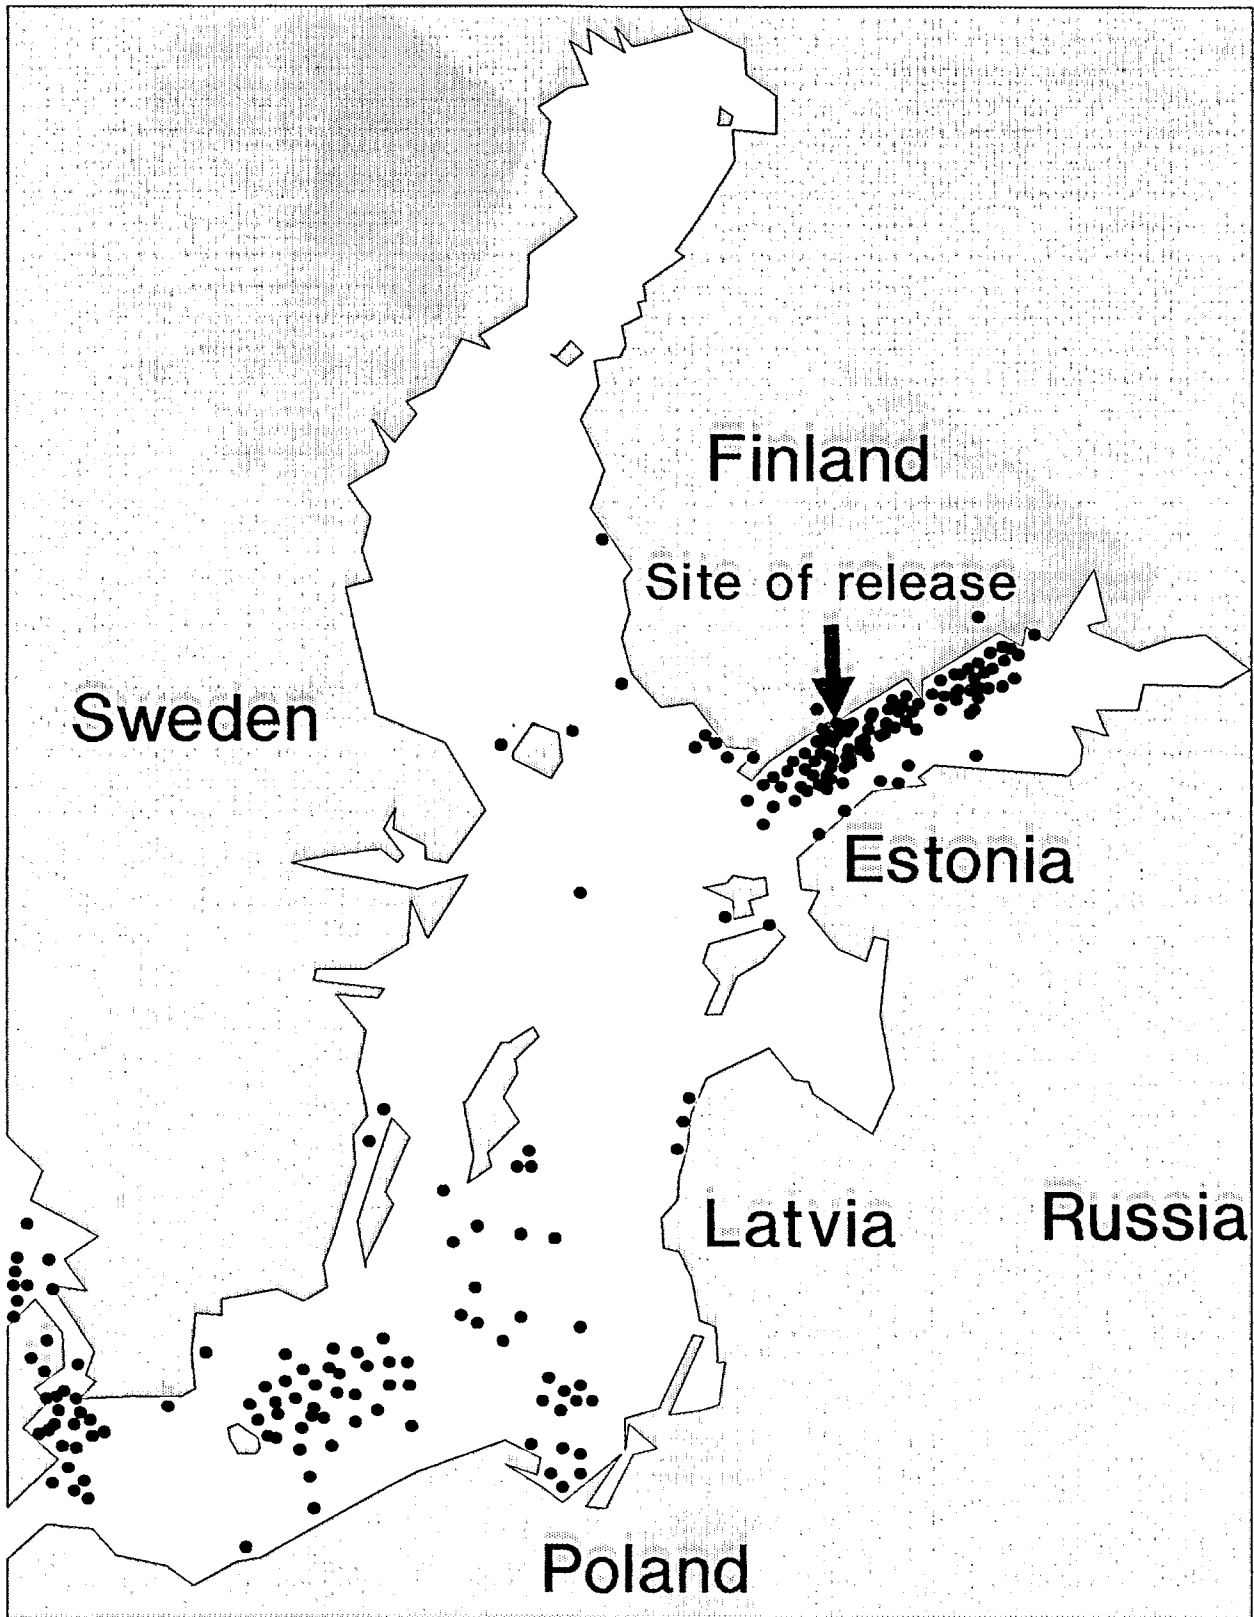 Finland
Site of release
Sweden
Estonia
Latvia
Russia
Poland